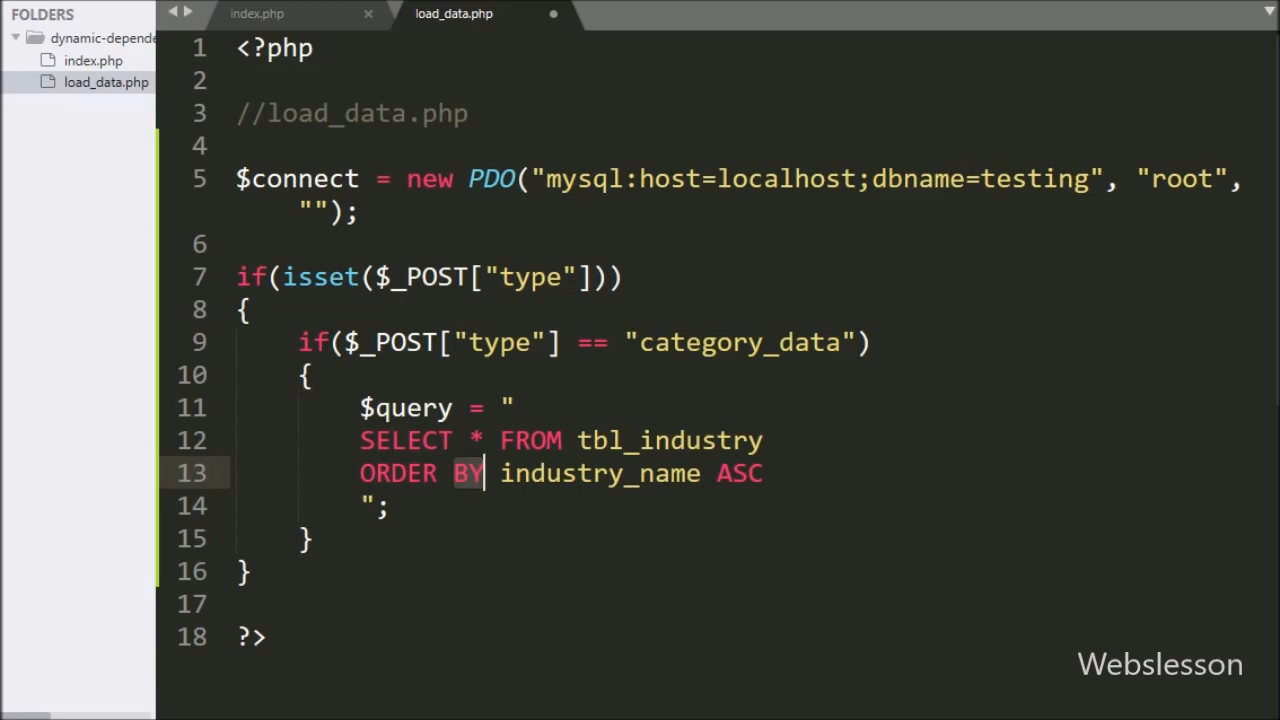 FOLDERS
dynamic-depende
index.php
load_data.php
index.php × load_data.php
1 <?php
2
3 //load_data.php
4
5 $connect = new PDO("mysql:host=localhost;dbname=testing", "root",
"");
6
7 if(isset($_POST["type"]))
8 {
9 if($_POST["type"] == "category_data")
10 {
11 $query = "
12 SELECT * FROM tbl_industry
13 ORDER BY industry_name ASC
14 ";
15 }
16 }
17
18 ?>
Webslesson